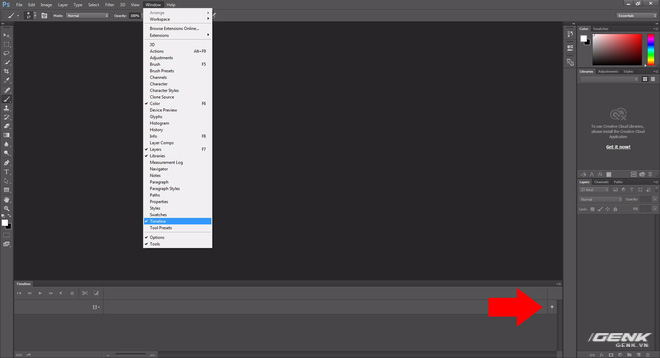 Ps File Edit Image Layer Type Select Filter 3D View Window Help
Mode: Normal Opacity: 100%
Essentials
Arrange
Workspace
Browse Extensions Online...
Extensions
3D
Actions Alt+F9
Adjustments
Brush F5
Brush Presets
Channels
Character
Character Styles
Clone Source
Color F6
Device Preview
Glyphs
Histogram
History
Info F8
Layer Comps
Layers F7
Libraries
Measurement Log
Navigator
Notes
Paragraph
Paragraph Styles
Paths
Properties
Styles
Swatches
Timeline
Tool Presets
Options
Tools
Color Swatches
Libraries Adjustments Styles
To use Creative Cloud Libraries,
please install the Creative Cloud
Application
Get it now!
Layers Channels Paths
Normal Opacity:
Lock: Fill:
Timeline
GENK
GENK.VN